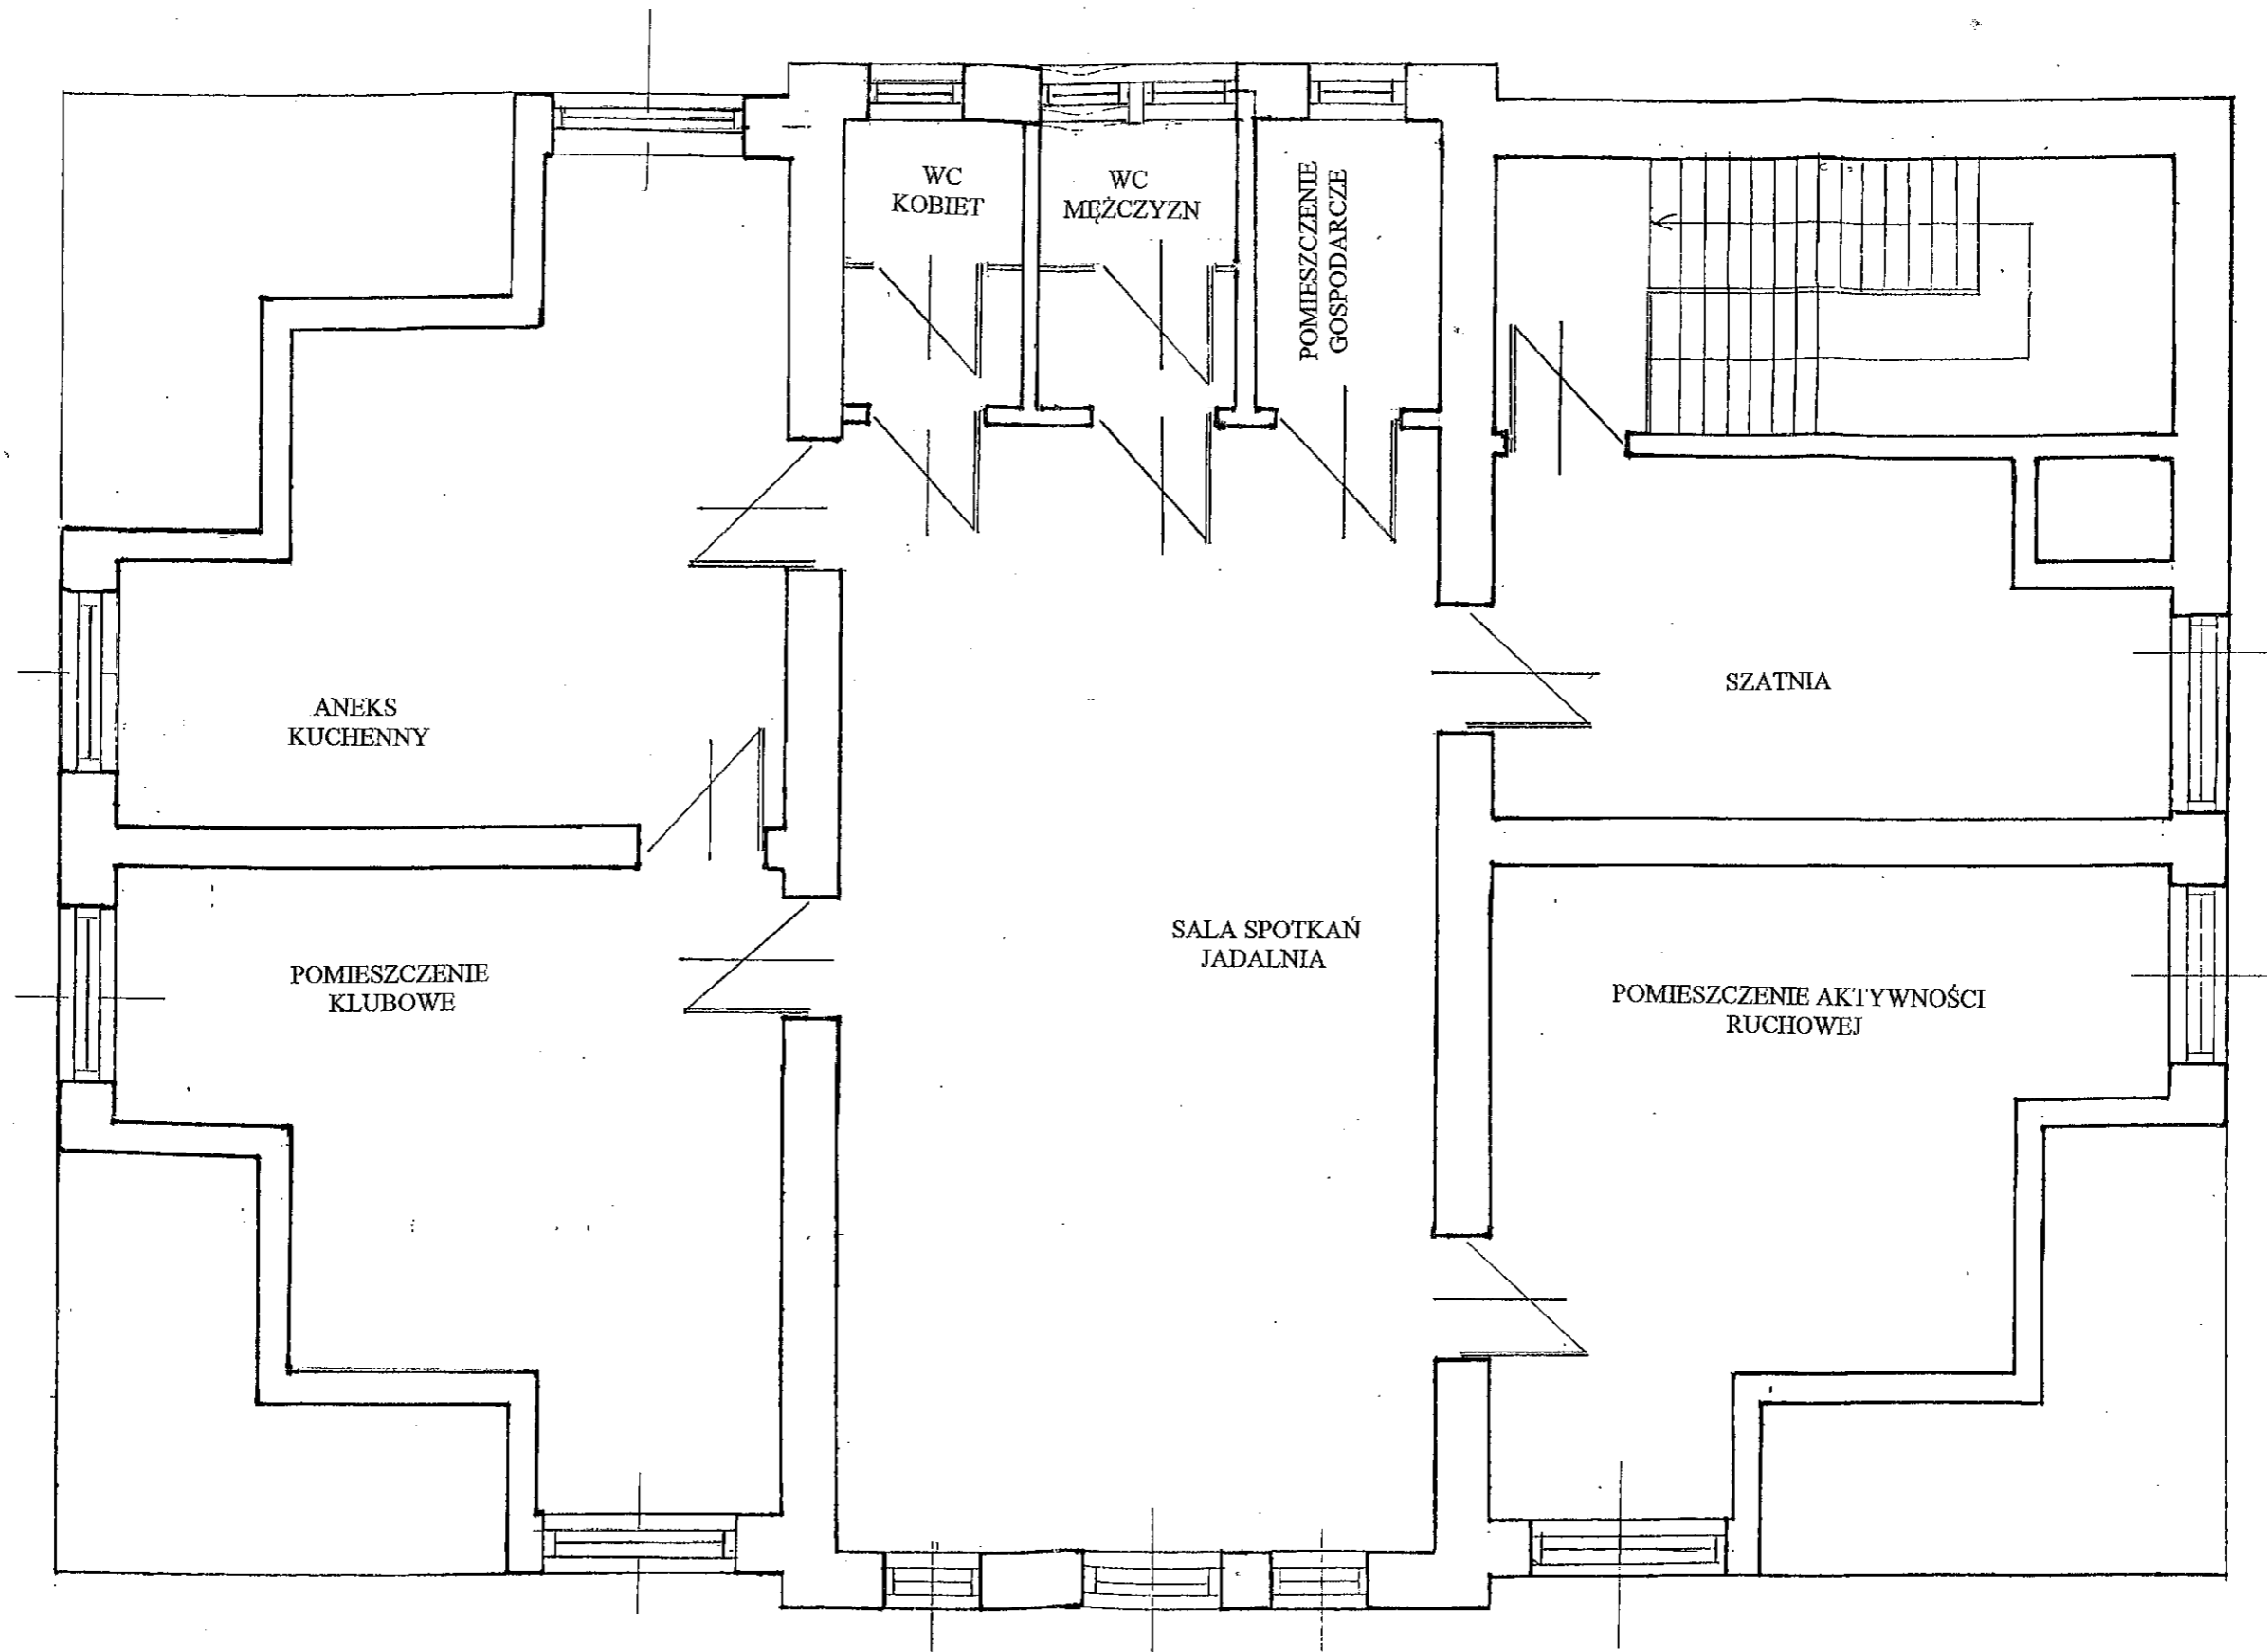 WC
KOBIET
WC
MĘŻCZYZN
POMIESZCZENIE
GOSPODARCZE
ANEKS
KUCHENNY
SZATNIA
POMIESZCZENIE
KLUBOWE
SALA SPOTKAŃ
JADALNIA
POMIESZCZENIE AKTYWNOŚCI
RUCHOWEJ